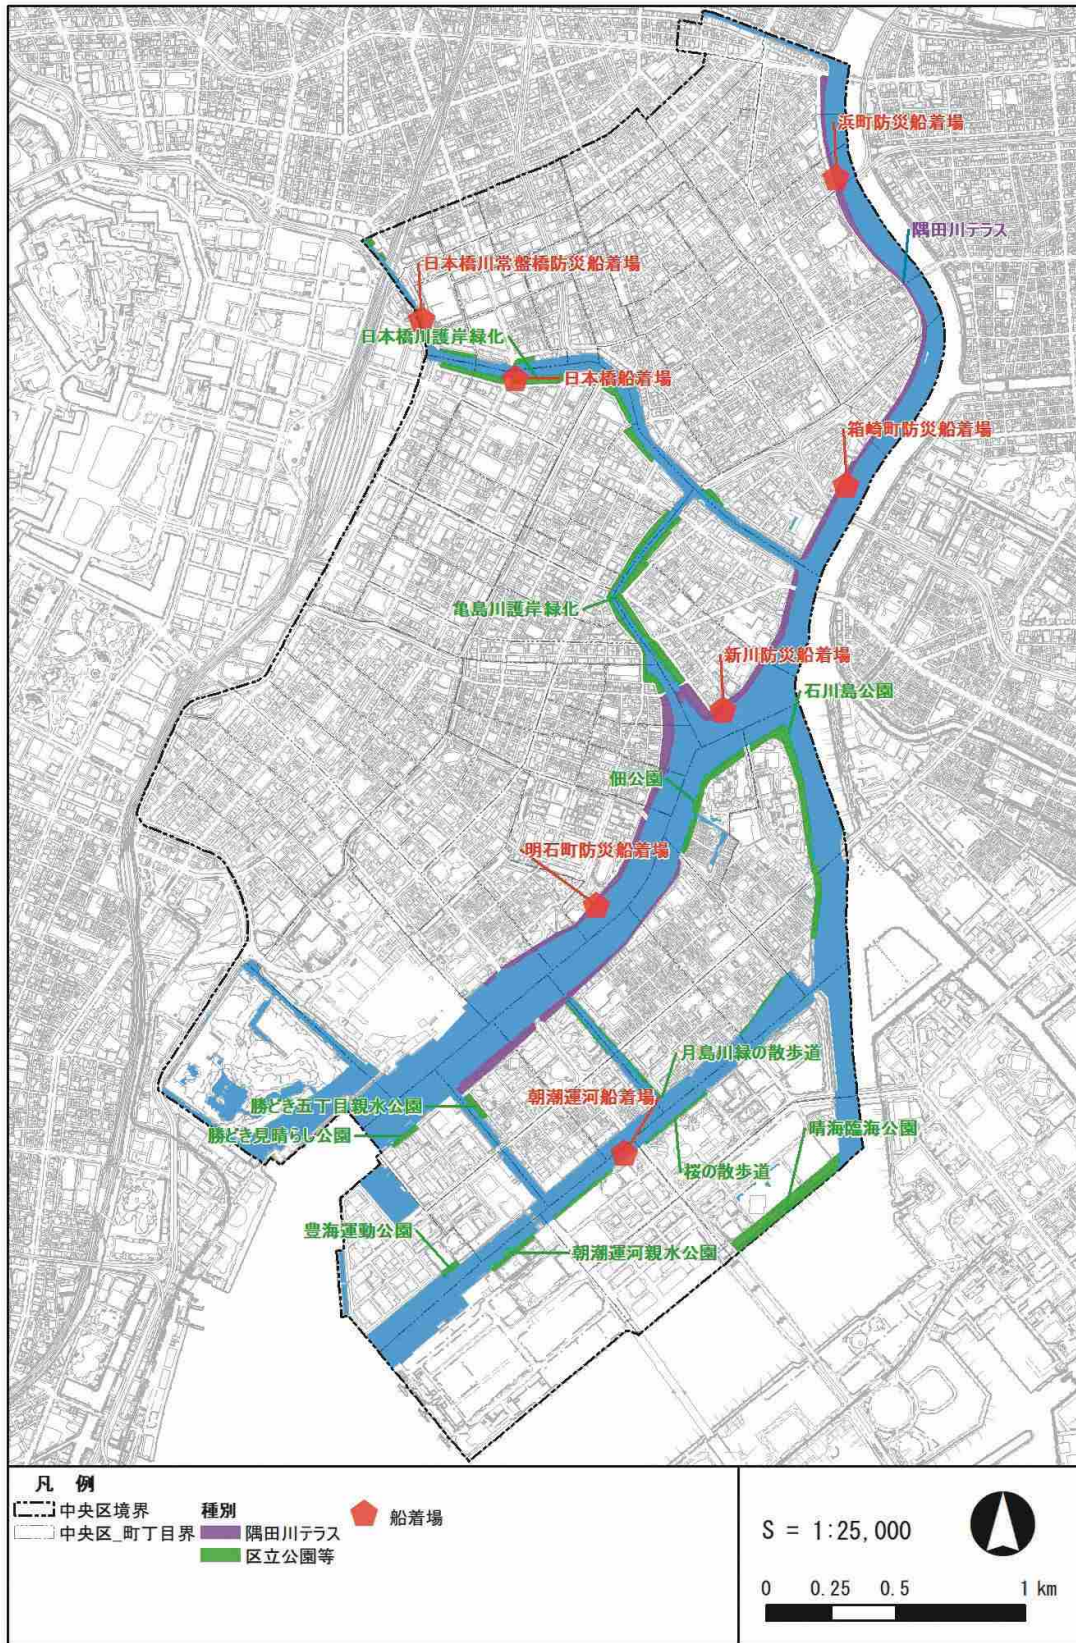 浜町防災船着場
隅田川テラス
日本橋川常盤橋防災船着場
日本橋川護岸緑化
日本橋船着場
箱崎町防災船着場
亀島川護岸緑化
新川防災船着場
石川島公園
佃公園
明石町防災船着場
月島川緑の散歩道
朝潮運河船着場
勝どき五丁目親水公園
勝どき見晴らし公園
晴海臨海公園
桜の散歩道
豊海運動公園
朝潮運河親水公園
凡 例
中央区境界
中央区_町丁目界
種別
隅田川テラス
区立公園等
船着場
S = 1:25,000
0 0.25 0.5 1 km